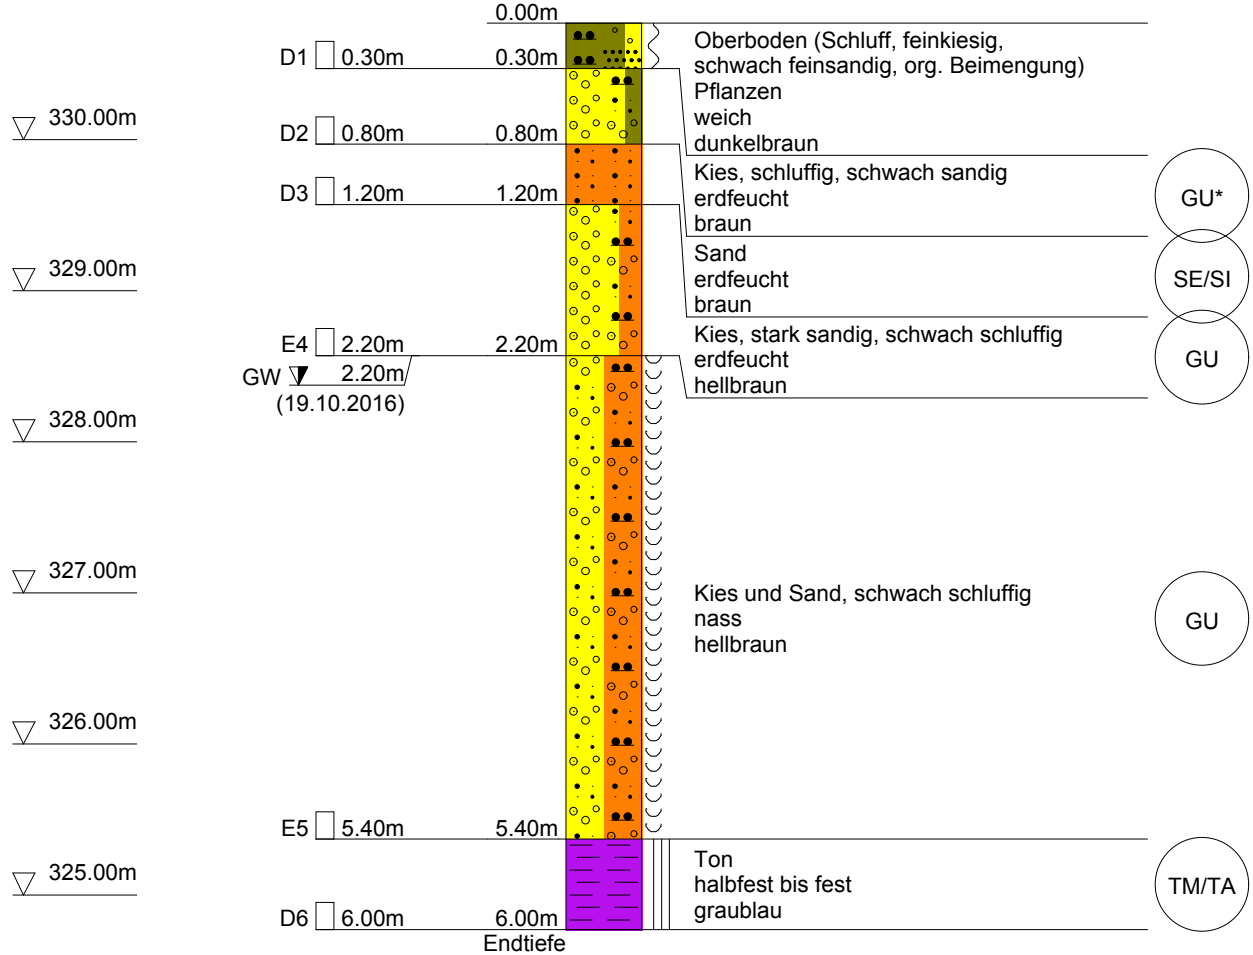 0.00m
D1 0.30m 0.30m
Oberboden (Schluff, feinkiesig,
schwach feinsandig, org. Beimengung)
Pflanzen
weich
dunkelbraun
330.00m
D2 0.80m 0.80m
Kies, schluffig, schwach sandig
erdfeucht
braun
GU*
D3 1.20m 1.20m
Sand
erdfeucht
braun
SE/SI
329.00m
E4 2.20m 2.20m
Kies, stark sandig, schwach schluffig
erdfeucht
hellbraun
GU
GW 2.20m
(19.10.2016)
328.00m
327.00m
Kies und Sand, schwach schluffig
nass
hellbraun
GU
326.00m
E5 5.40m 5.40m
325.00m
Ton
halbfest bis fest
graublau
TM/TA
D6 6.00m 6.00m
Endtiefe